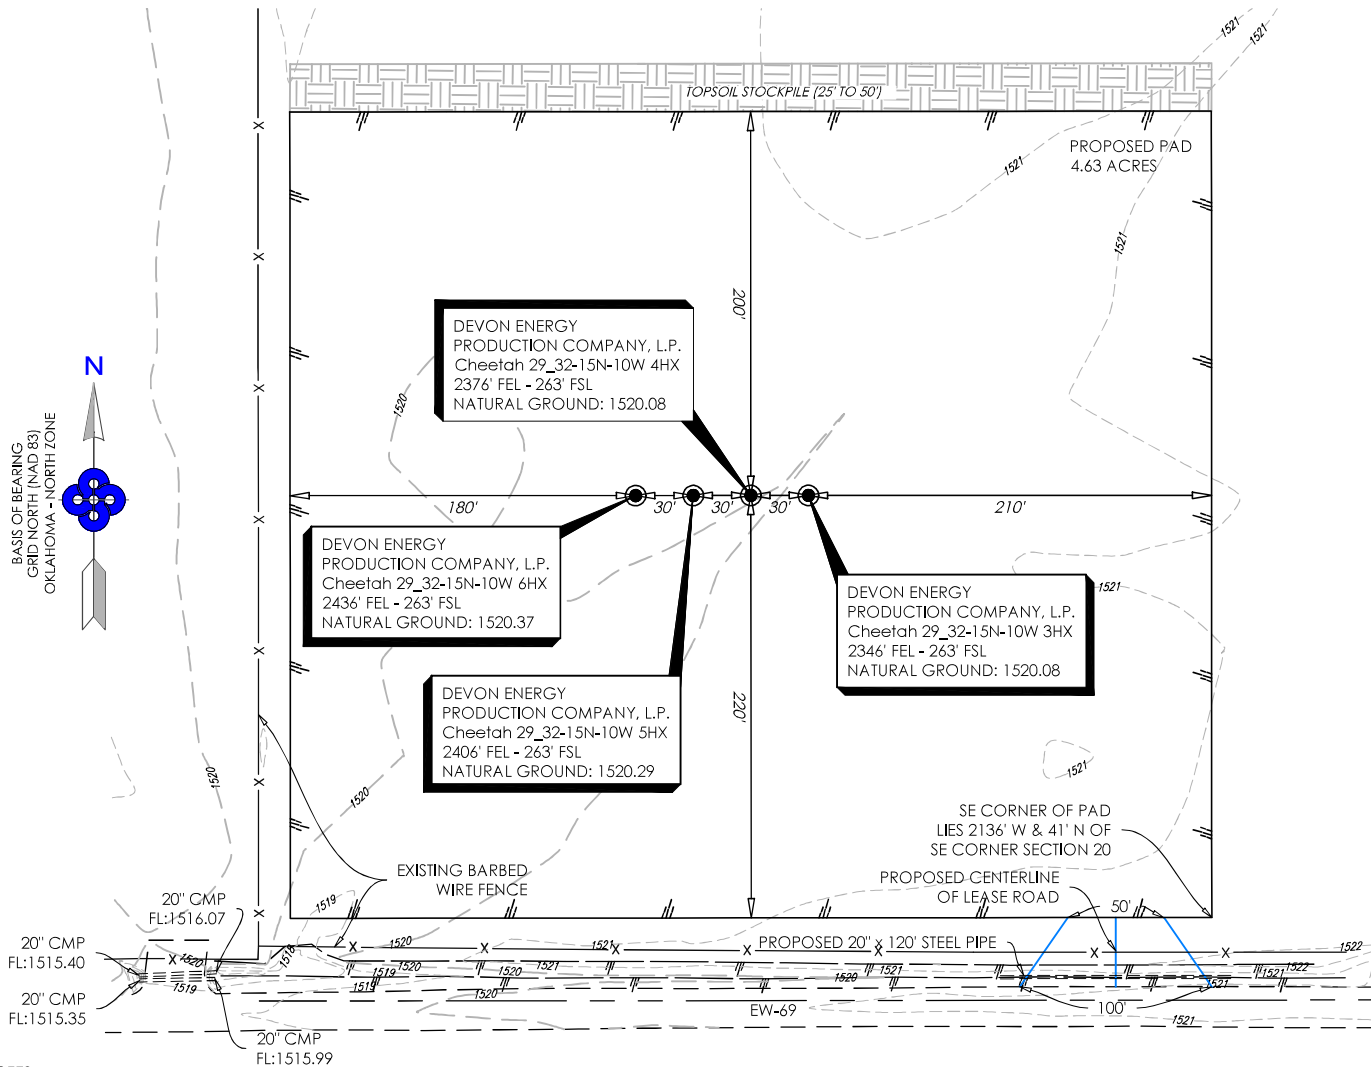 1521
1521
TOPSOIL STOCKPILE (25' TO 50')
PROPOSED PAD
4.63 ACRES
1521
1521
200'
DEVON ENERGY
PRODUCTION COMPANY, L.P.
Cheetah 29_32-15N-10W 4HX
2376' FEL - 263' FSL
NATURAL GROUND: 1520.08
N
BASIS OF BEARING
GRID NORTH (NAD 83)
OKLAHOMA - NORTH ZONE
1520
180'
30'
30'
30'
210'
DEVON ENERGY
PRODUCTION COMPANY, L.P.
Cheetah 29_32-15N-10W 6HX
2436' FEL - 263' FSL
NATURAL GROUND: 1520.37
DEVON ENERGY
PRODUCTION COMPANY, L.P.
Cheetah 29_32-15N-10W 3HX
2346' FEL - 263' FSL
NATURAL GROUND: 1520.08
1521
DEVON ENERGY
PRODUCTION COMPANY, L.P.
Cheetah 29_32-15N-10W 5HX
2406' FEL - 263' FSL
NATURAL GROUND: 1520.29
220'
1520
1520
1521
SE CORNER OF PAD
LIES 2136' W & 41' N OF
SE CORNER SECTION 20
EXISTING BARBED
WIRE FENCE
PROPOSED CENTERLINE
OF LEASE ROAD
50'
20" CMP
FL:1516.07
1519
1518
20" CMP
FL:1515.40
1520
1519
20" CMP
FL:1515.35
20" CMP
FL:1515.99
1520
1521
PROPOSED 20" X 120' STEEL PIPE
1522
1519
1520
1520
1521
1520
1521
1521
1522
1519
1520
1521
EW-69
100'
1521